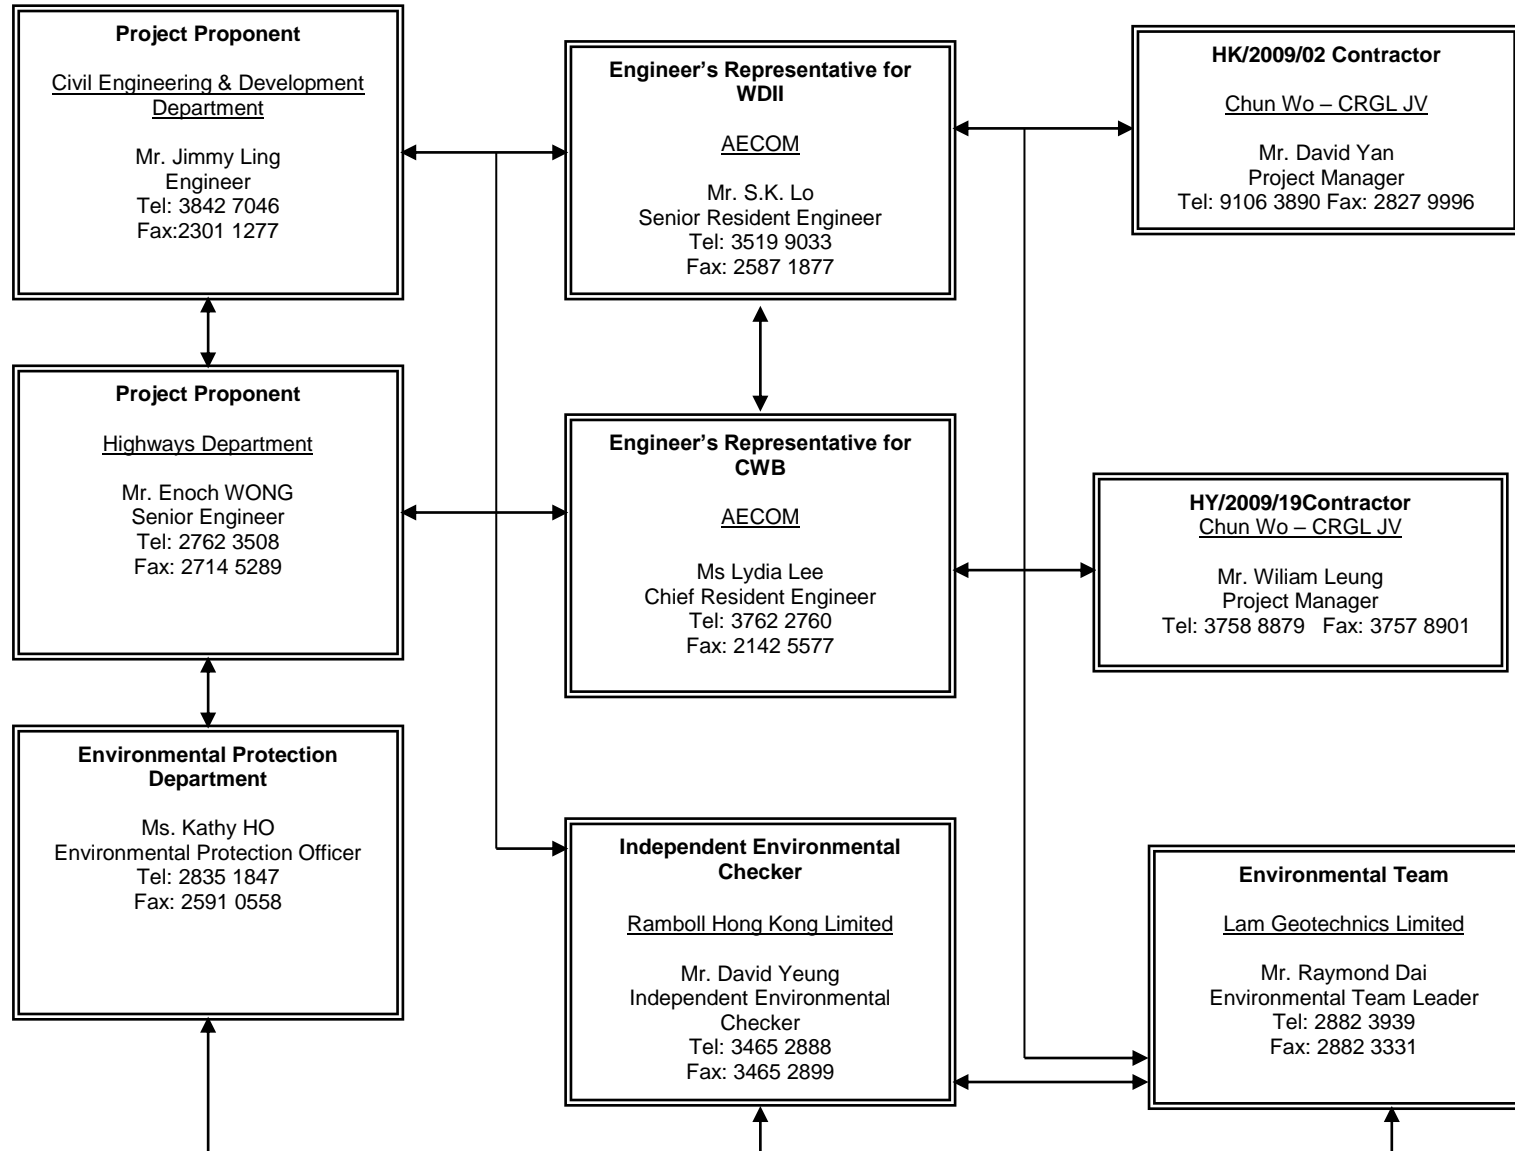 Project Proponent
Civil Engineering & Development
Department
Mr. Jimmy Ling
Engineer
Tel: 3842 7046
Fax:2301 1277
Engineer’s Representative for
WDII
AECOM
Mr. S.K. Lo
Senior Resident Engineer
Tel: 3519 9033
Fax: 2587 1877
HK/2009/02 Contractor
Chun Wo – CRGL JV
Mr. David Yan
Project Manager
Tel: 9106 3890 Fax: 2827 9996
Project Proponent
Highways Department
Mr. Enoch WONG
Senior Engineer
Tel: 2762 3508
Fax: 2714 5289
Engineer’s Representative for
CWB
AECOM
Ms Lydia Lee
Chief Resident Engineer
Tel: 3762 2760
Fax: 2142 5577
HY/2009/19Contractor
Chun Wo – CRGL JV
Mr. Wiliam Leung
Project Manager
Tel: 3758 8879 Fax: 3757 8901
Environmental Protection
Department
Ms. Kathy HO
Environmental Protection Officer
Tel: 2835 1847
Fax: 2591 0558
Independent Environmental
Checker
Ramboll Hong Kong Limited
Mr. David Yeung
Independent Environmental
Checker
Tel: 3465 2888
Fax: 3465 2899
Environmental Team
Lam Geotechnics Limited
Mr. Raymond Dai
Environmental Team Leader
Tel: 2882 3939
Fax: 2882 3331